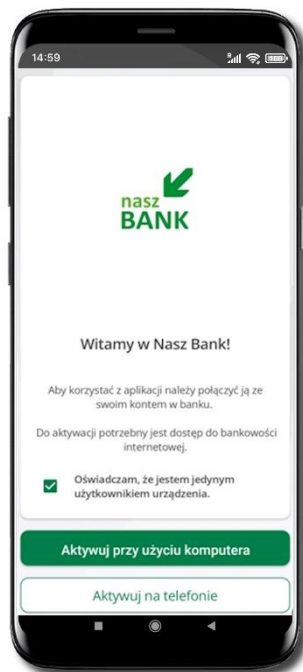 14:59
nasz
BANK
Witamy w Nasz Bank!
Aby korzystać z aplikacji należy połączyć ją ze
swoim kontem w banku.
Do aktywacji potrzebny jest dostęp do bankowości
internetowej.
Oświadczam, że jestem jedynym
użytkownikiem urządzenia.
Aktywuj przy użyciu komputera
Aktywuj na telefonie